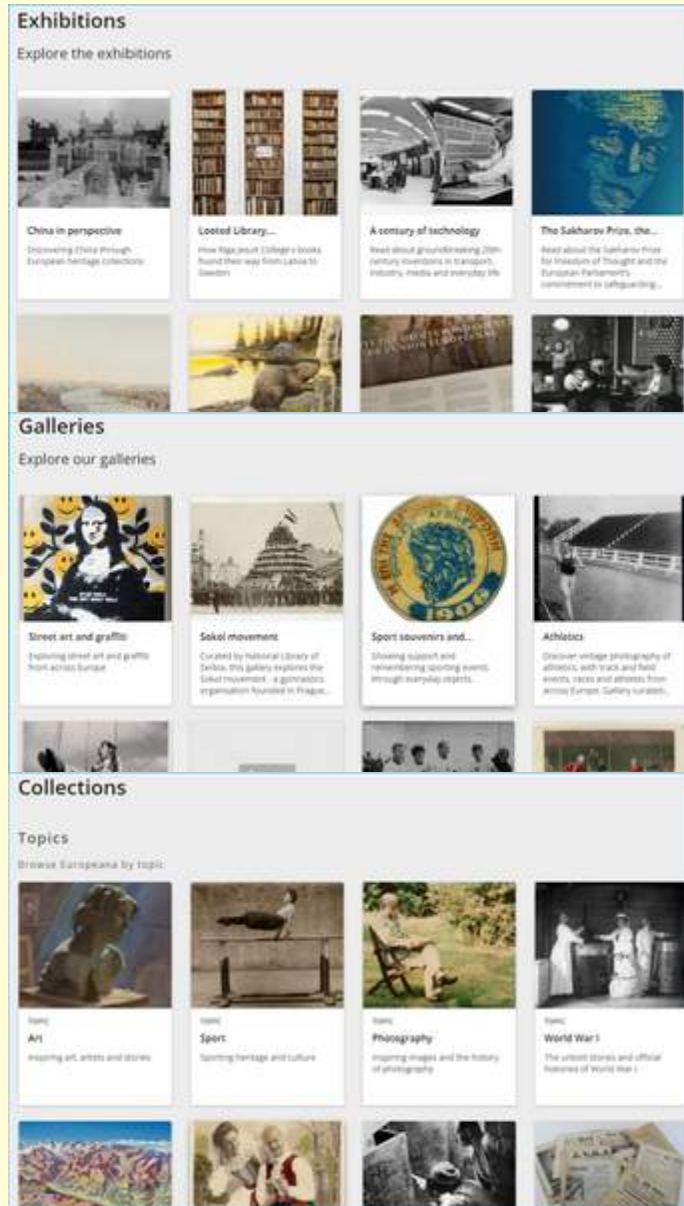 Exhibitions
Explore the exhibitions
China in perspective
Discovering China through
European heritage collections
Looted Library....
How Riga Jesuit College's books
found their way from Latvia to
Sweden
A century of technology
Read about groundbreaking 20th
century inventions in transport,
industry, media and everyday life
The Sakharov Prize, the...
Read about the Sakharov Prize
for Freedom of Thought and the
European Parliament's
commitment to safeguarding...
Galleries
Explore our galleries
Street art and graffiti
Exploring street art and graffiti
from across Europe
Sokol movement
Curated by National Library of
Serbia, this gallery explores the
Sokol movement - a gymnastics
organisation founded in Prague...
1906
Sport souvenirs and...
Showing support and
remembering sporting events
through everyday objects.
Athletics
Discover vintage photography of
athletics, with track and field
events, races and athletes from
across Europe. Gallery curated...
Collections
Topics
Browse Europeana by topic
TOPIC
Art
Inspiring art, artists and stories
TOPIC
Sport
Sporting heritage and culture
TOPIC
Photography
Inspiring images and the history
of photography
TOPIC
World War I
The untold stories and official
histories of World War I